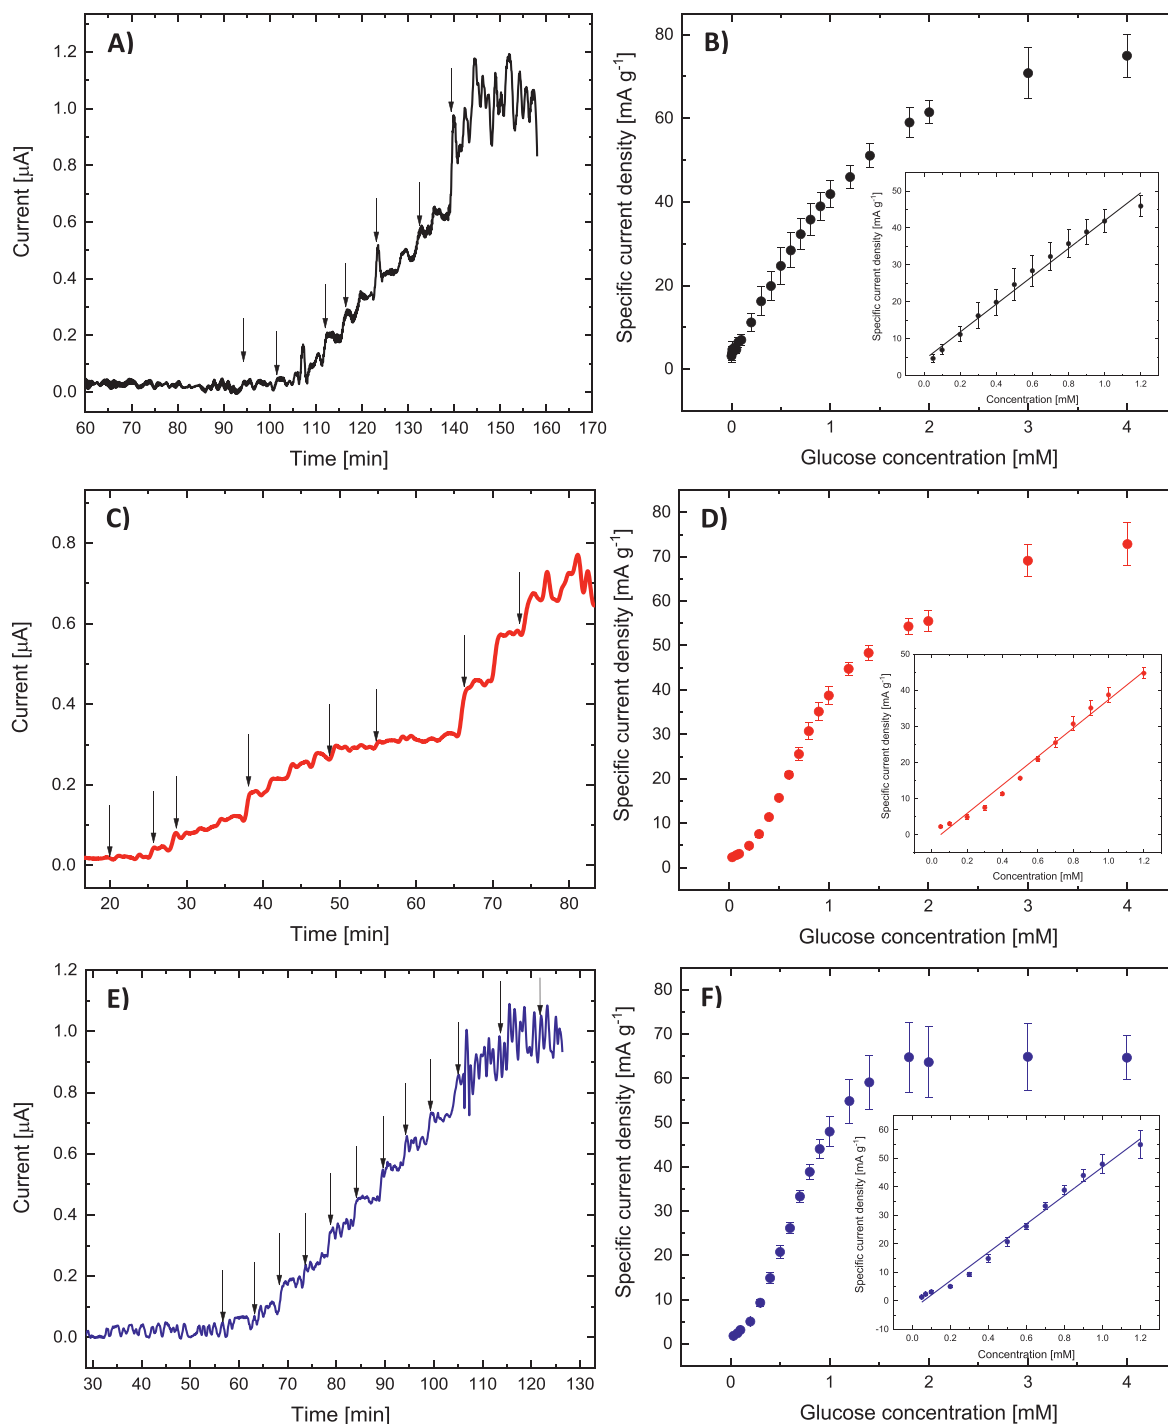 A)
1.2
1.0
0.8
0.6
0.4
0.2
0.0
Current [µA]
60 70 80 90 100 110 120 130 140 150 160 170
Time [min]
B)
80
60
40
20
0
Specific current density [mA g-1]
0 1 2 3 4
Glucose concentration [mM]
50
40
30
20
10
0
Specific current density [mA g-1]
0.0 0.2 0.4 0.6 0.8 1.0 1.2
Concentration [mM]
C)
0.8
0.6
0.4
0.2
0.0
Current [µA]
20 30 40 50 60 70 80
Time [min]
D)
80
70
60
50
40
30
20
10
0
Specific current density [mA g-1]
0 1 2 3 4
Glucose concentration [mM]
50
40
30
20
10
0
Specific current density [mA g-1]
0.0 0.2 0.4 0.6 0.8 1.0 1.2
Concentration [mM]
E)
1.2
1.0
0.8
0.6
0.4
0.2
0.0
Current [µA]
30 40 50 60 70 80 90 100 110 120 130
Time [min]
F)
80
70
60
50
40
30
20
10
0
Specific current density [mA g-1]
0 1 2 3 4
Glucose concentration [mM]
60
50
40
30
20
10
0
-10
Specific current density [mA g-1]
0.0 0.2 0.4 0.6 0.8 1.0 1.2
Concentration [mM]